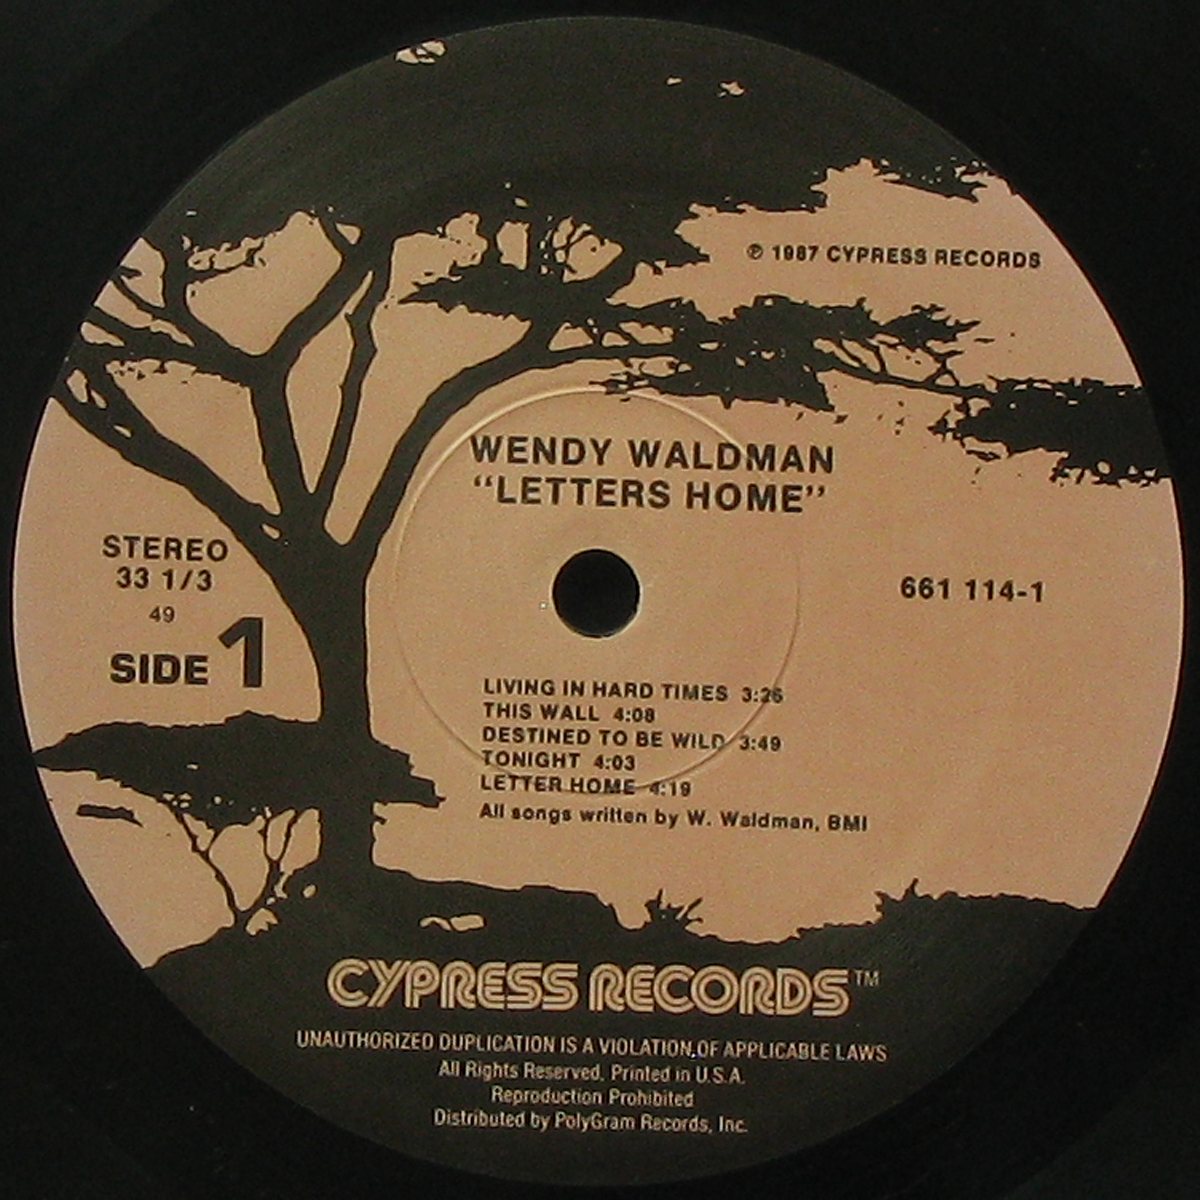 ℗ 1987 CYPRESS RECORDS
WENDY WALDMAN
"LETTERS HOME"
STEREO
33 1/3
49
SIDE 1
661 114-1
LIVING IN HARD TIMES 3:26
THIS WALL 4:08
DESTINED TO BE WILD 3:49
TONIGHT 4:03
LETTER HOME 4:19
All songs written by W. Waldman, BMI
CYPRESS RECORDS™
UNAUTHORIZED DUPLICATION IS A VIOLATION OF APPLICABLE LAWS
All Rights Reserved. Printed in U.S.A.
Reproduction Prohibited
Distributed by PolyGram Records, Inc.